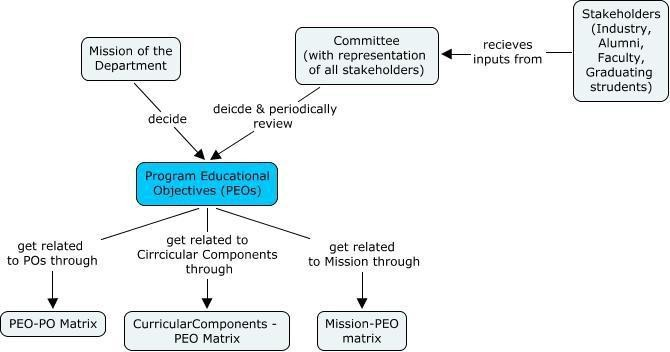 Mission of the
Department
Committee
(with representation
of all stakeholders)
recieves
inputs from
Stakeholders
(Industry,
Alumni,
Faculty,
Graduating
strudents)
decide
deicde & periodically
review
Program Educational
Objectives (PEOs)
get related
to POs through
get related to
Cirrcicular Components
through
get related
to Mission through
PEO-PO Matrix
CurricularComponents -
PEO Matrix
Mission-PEO
matrix